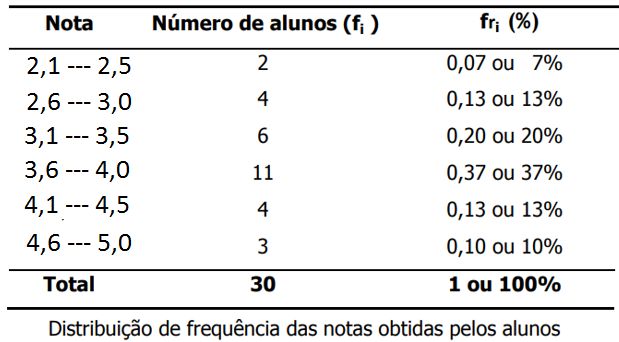 Nota Número de alunos (fi ) fri (%)
2,1 --- 2,5 2 0,07 ou 7%
2,6 --- 3,0 4 0,13 ou 13%
3,1 --- 3,5 6 0,20 ou 20%
3,6 --- 4,0 11 0,37 ou 37%
4,1 --- 4,5 4 0,13 ou 13%
4,6 --- 5,0 3 0,10 ou 10%
Total 30 1 ou 100%
Distribuição de frequência das notas obtidas pelos alunos